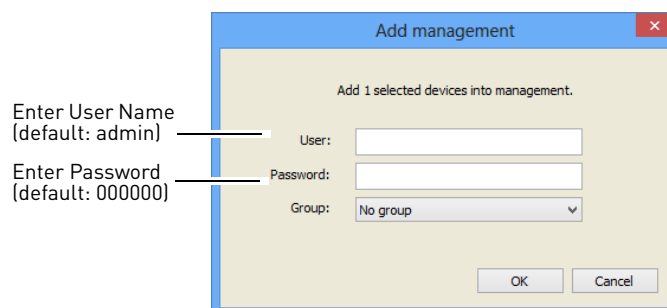 Add management
Add 1 selected devices into management.
Enter User Name
(default: admin)
User:
Enter Password
(default: 000000)
Password:
Group:
No group
OK
Cancel